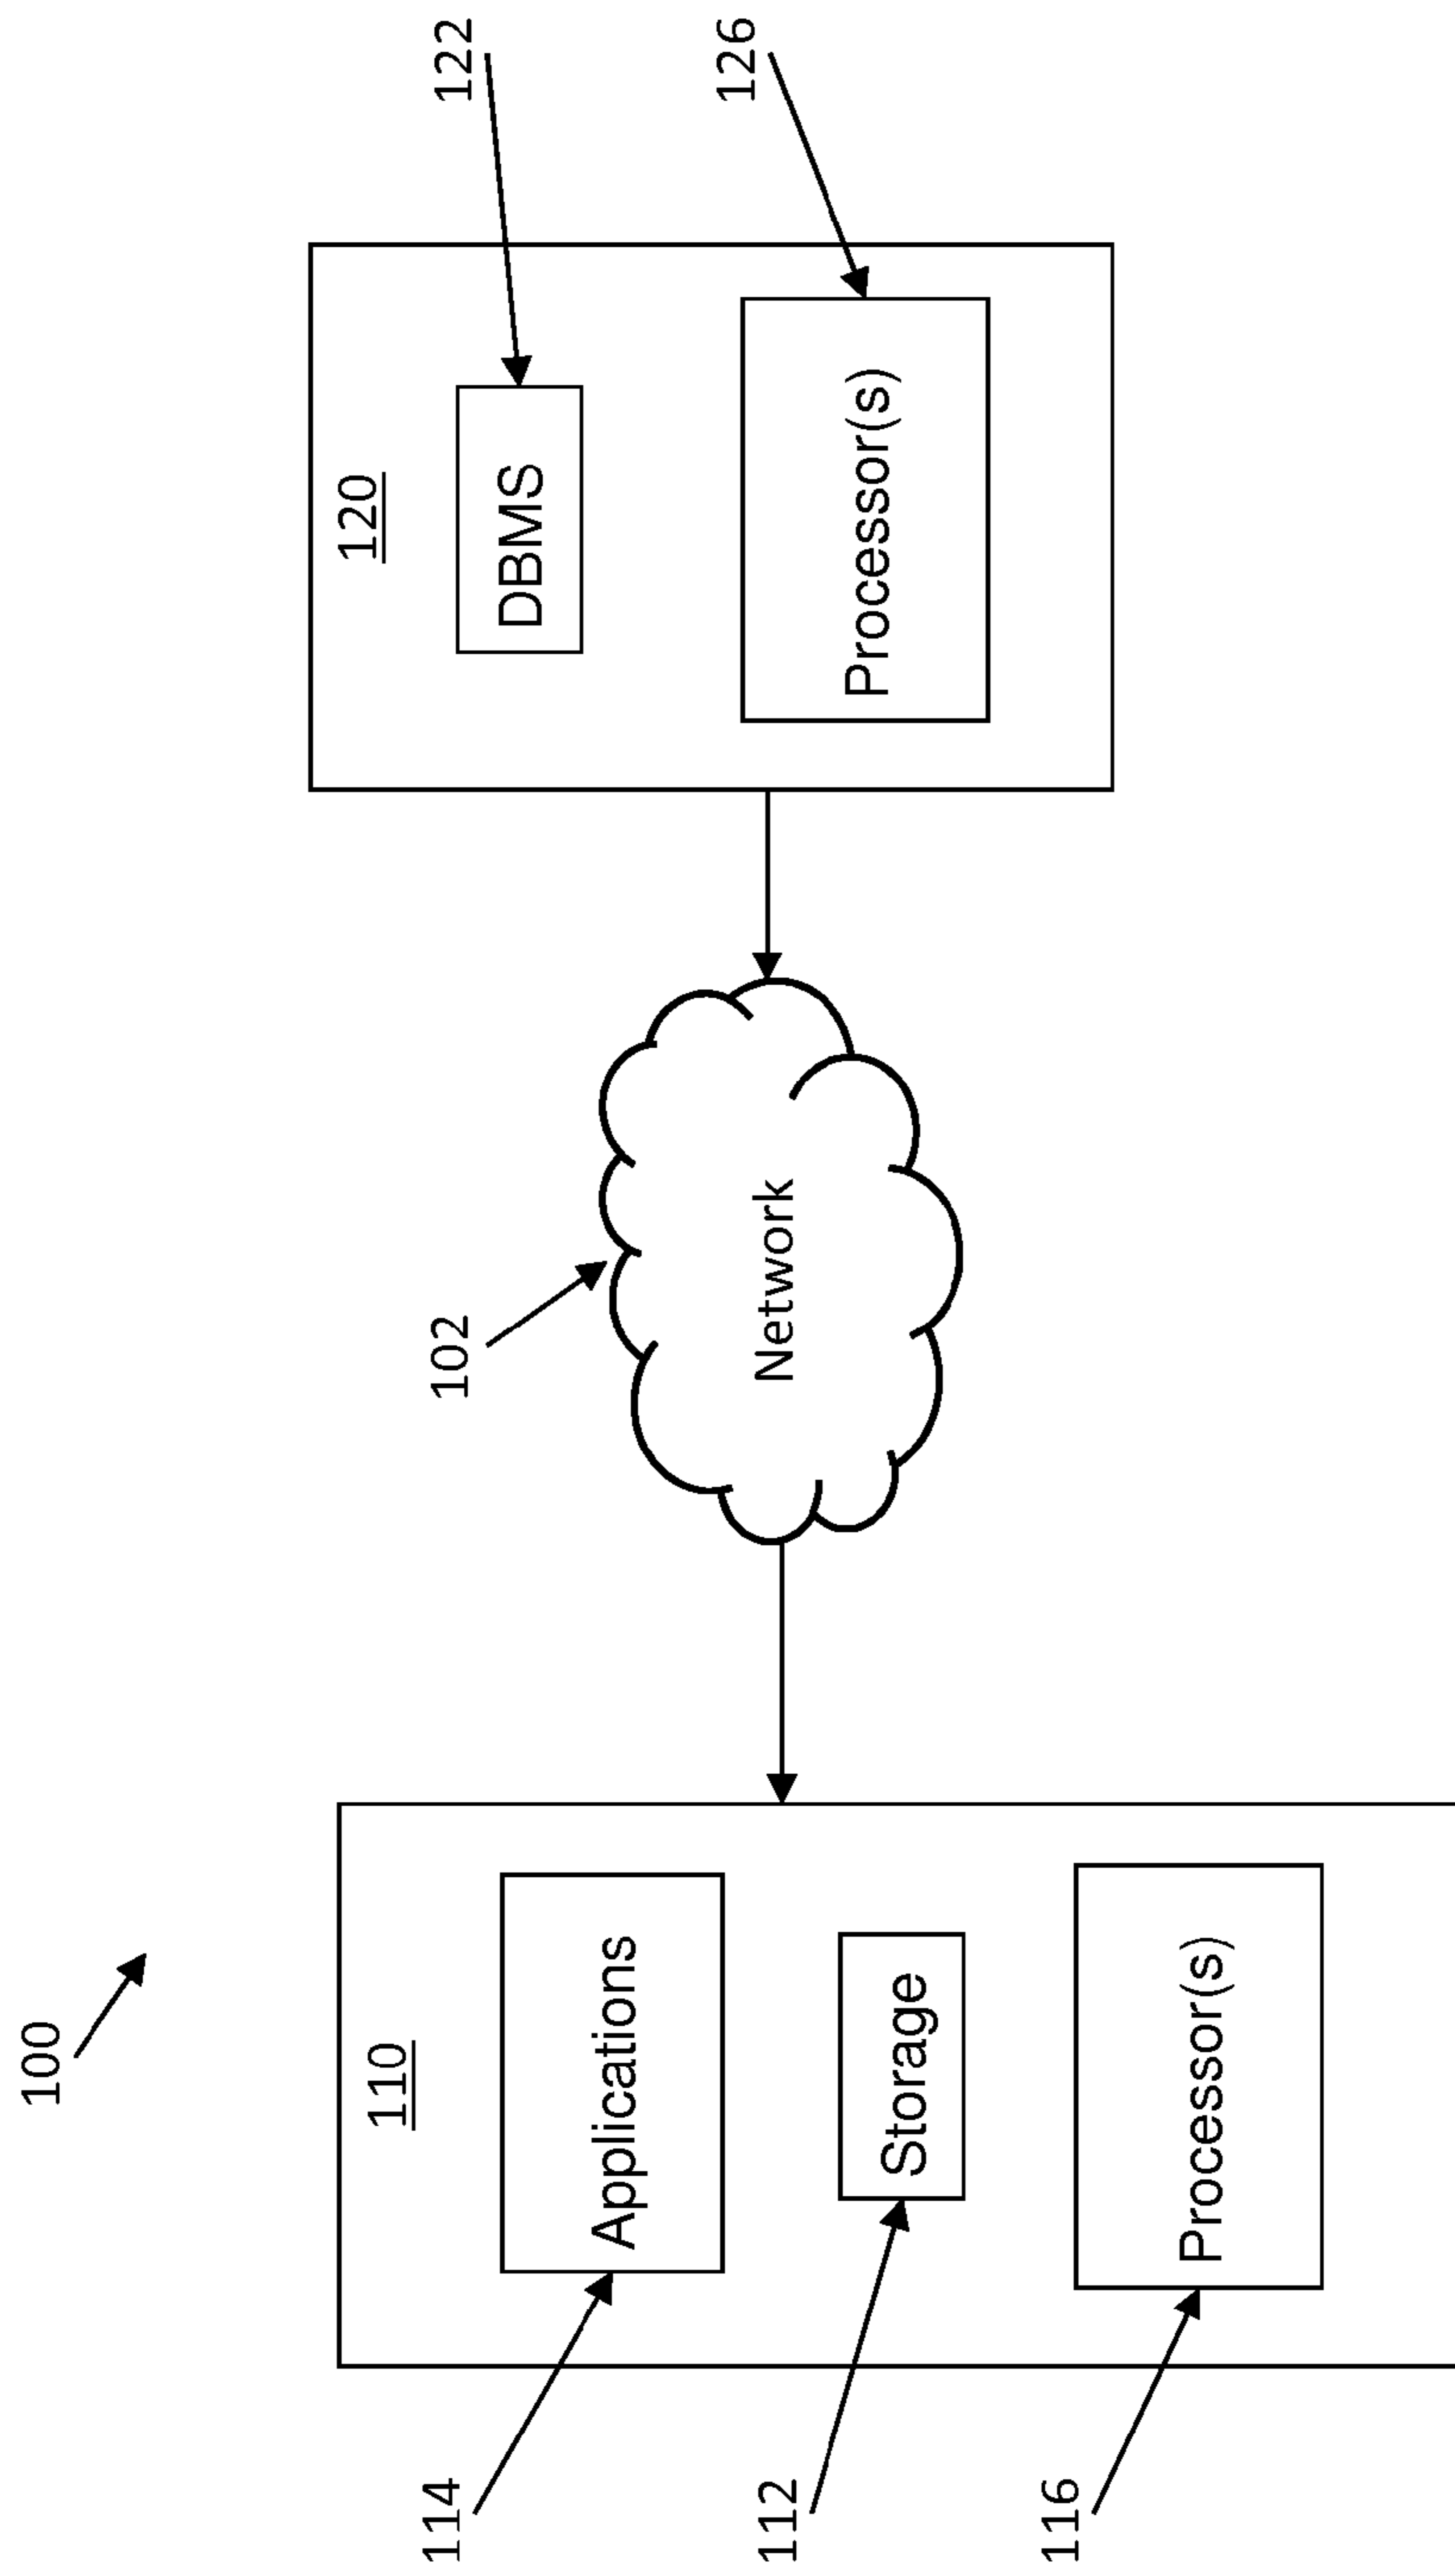 100
110
114
Applications
112
Storage
116
Processor(s)
102
Network
120
122
DBMS
126
Processor(s)